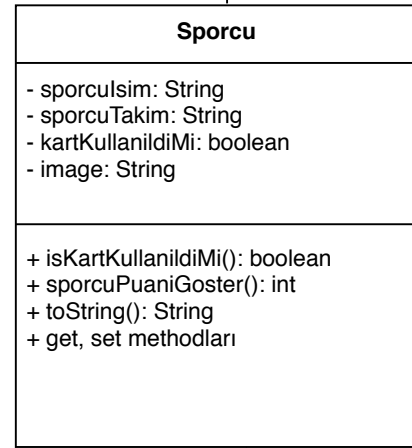 Sporcu
- sporcuIsim: String
- sporcuTakim: String
- kartKullanildiMi: boolean
- image: String
+ isKartKullanildiMi(): boolean
+ sporcuPuaniGoster(): int
+ toString(): String
+ get, set methodları